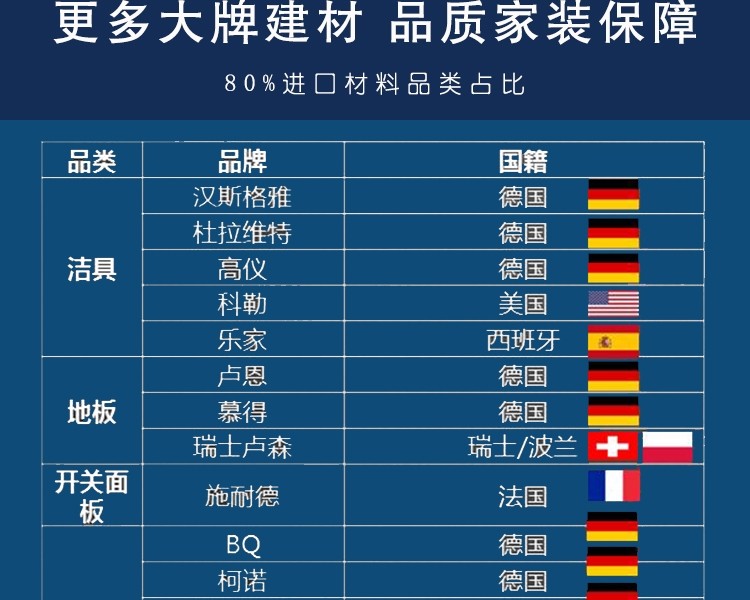 更多大牌建材 品质家装保障
80%进口材料品类占比
品类 品牌 国籍
洁具
汉斯格雅 德国
杜拉维特 德国
高仪 德国
科勒 美国
乐家 西班牙
地板
卢恩 德国
慕得 德国
瑞士卢森 瑞士/波兰
开关面
板
施耐德 法国
BQ 德国
柯诺 德国